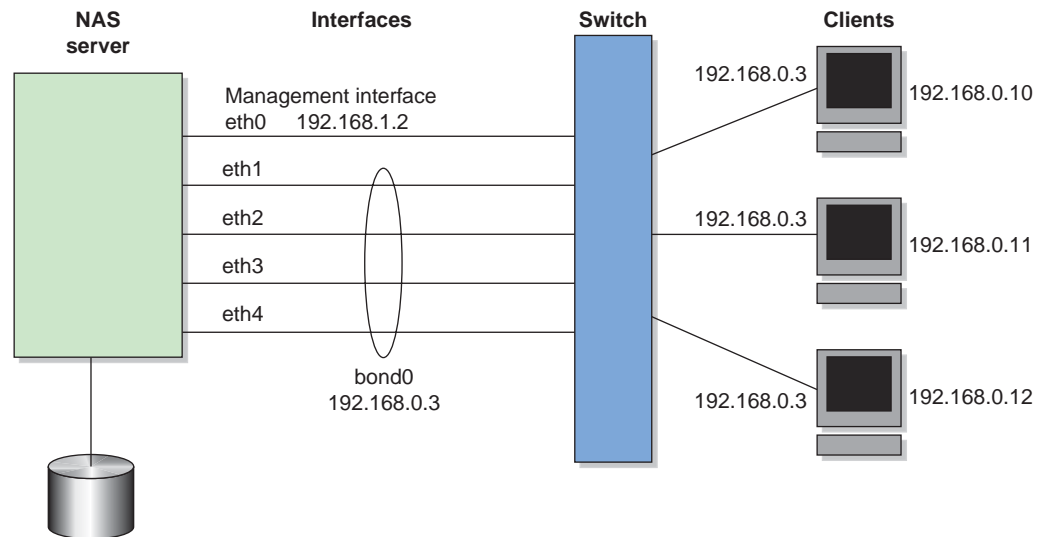 NAS
server
Interfaces
Switch
Clients
Management interface
eth0 192.168.1.2
eth1
eth2
eth3
eth4
bond0
192.168.0.3
192.168.0.3
192.168.0.10
192.168.0.3
192.168.0.11
192.168.0.3
192.168.0.12